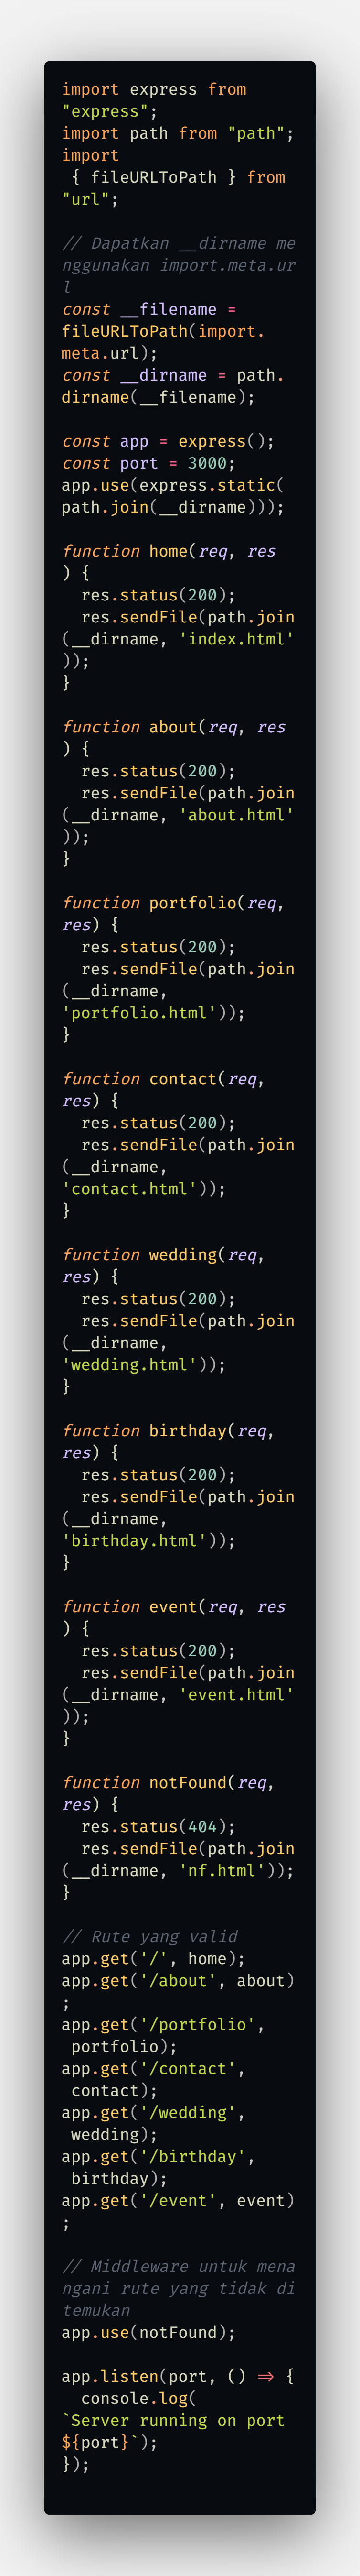 import express from
"express";
import path from "path";
import
 { fileURLToPath } from
"url";

// Dapatkan __dirname me
nggunakan import.meta.ur
l
const __filename =
fileURLToPath(import.
meta.url);
const __dirname = path.
dirname(__filename);

const app = express();
const port = 3000;
app.use(express.static(
path.join(__dirname)));

function home(req, res
) {
  res.status(200);
  res.sendFile(path.join
(__dirname, 'index.html'
));
}

function about(req, res
) {
  res.status(200);
  res.sendFile(path.join
(__dirname, 'about.html'
));
}

function portfolio(req,
res) {
  res.status(200);
  res.sendFile(path.join
(__dirname,
'portfolio.html'));
}

function contact(req,
res) {
  res.status(200);
  res.sendFile(path.join
(__dirname,
'contact.html'));
}

function wedding(req,
res) {
  res.status(200);
  res.sendFile(path.join
(__dirname,
'wedding.html'));
}

function birthday(req,
res) {
  res.status(200);
  res.sendFile(path.join
(__dirname,
'birthday.html'));
}

function event(req, res
) {
  res.status(200);
  res.sendFile(path.join
(__dirname, 'event.html'
));
}

function notFound(req,
res) {
  res.status(404);
  res.sendFile(path.join
(__dirname, 'nf.html'));
}

// Rute yang valid
app.get('/', home);
app.get('/about', about)
;
app.get('/portfolio',
 portfolio);
app.get('/contact',
 contact);
app.get('/wedding',
 wedding);
app.get('/birthday',
 birthday);
app.get('/event', event)
;

// Middleware untuk mena
ngani rute yang tidak di
temukan
app.use(notFound);

app.listen(port, () => {
  console.log(
`Server running on port
${port}`);
});